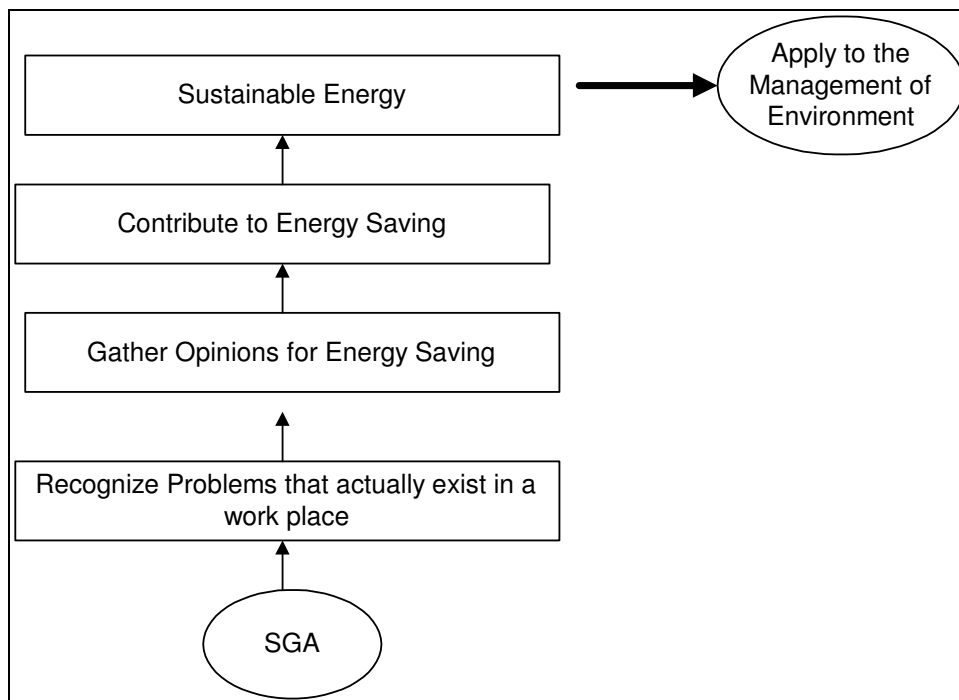 Sustainable Energy
Apply to the
Management of
Environment
Contribute to Energy Saving
Gather Opinions for Energy Saving
Recognize Problems that actually exist in a
work place
SGA